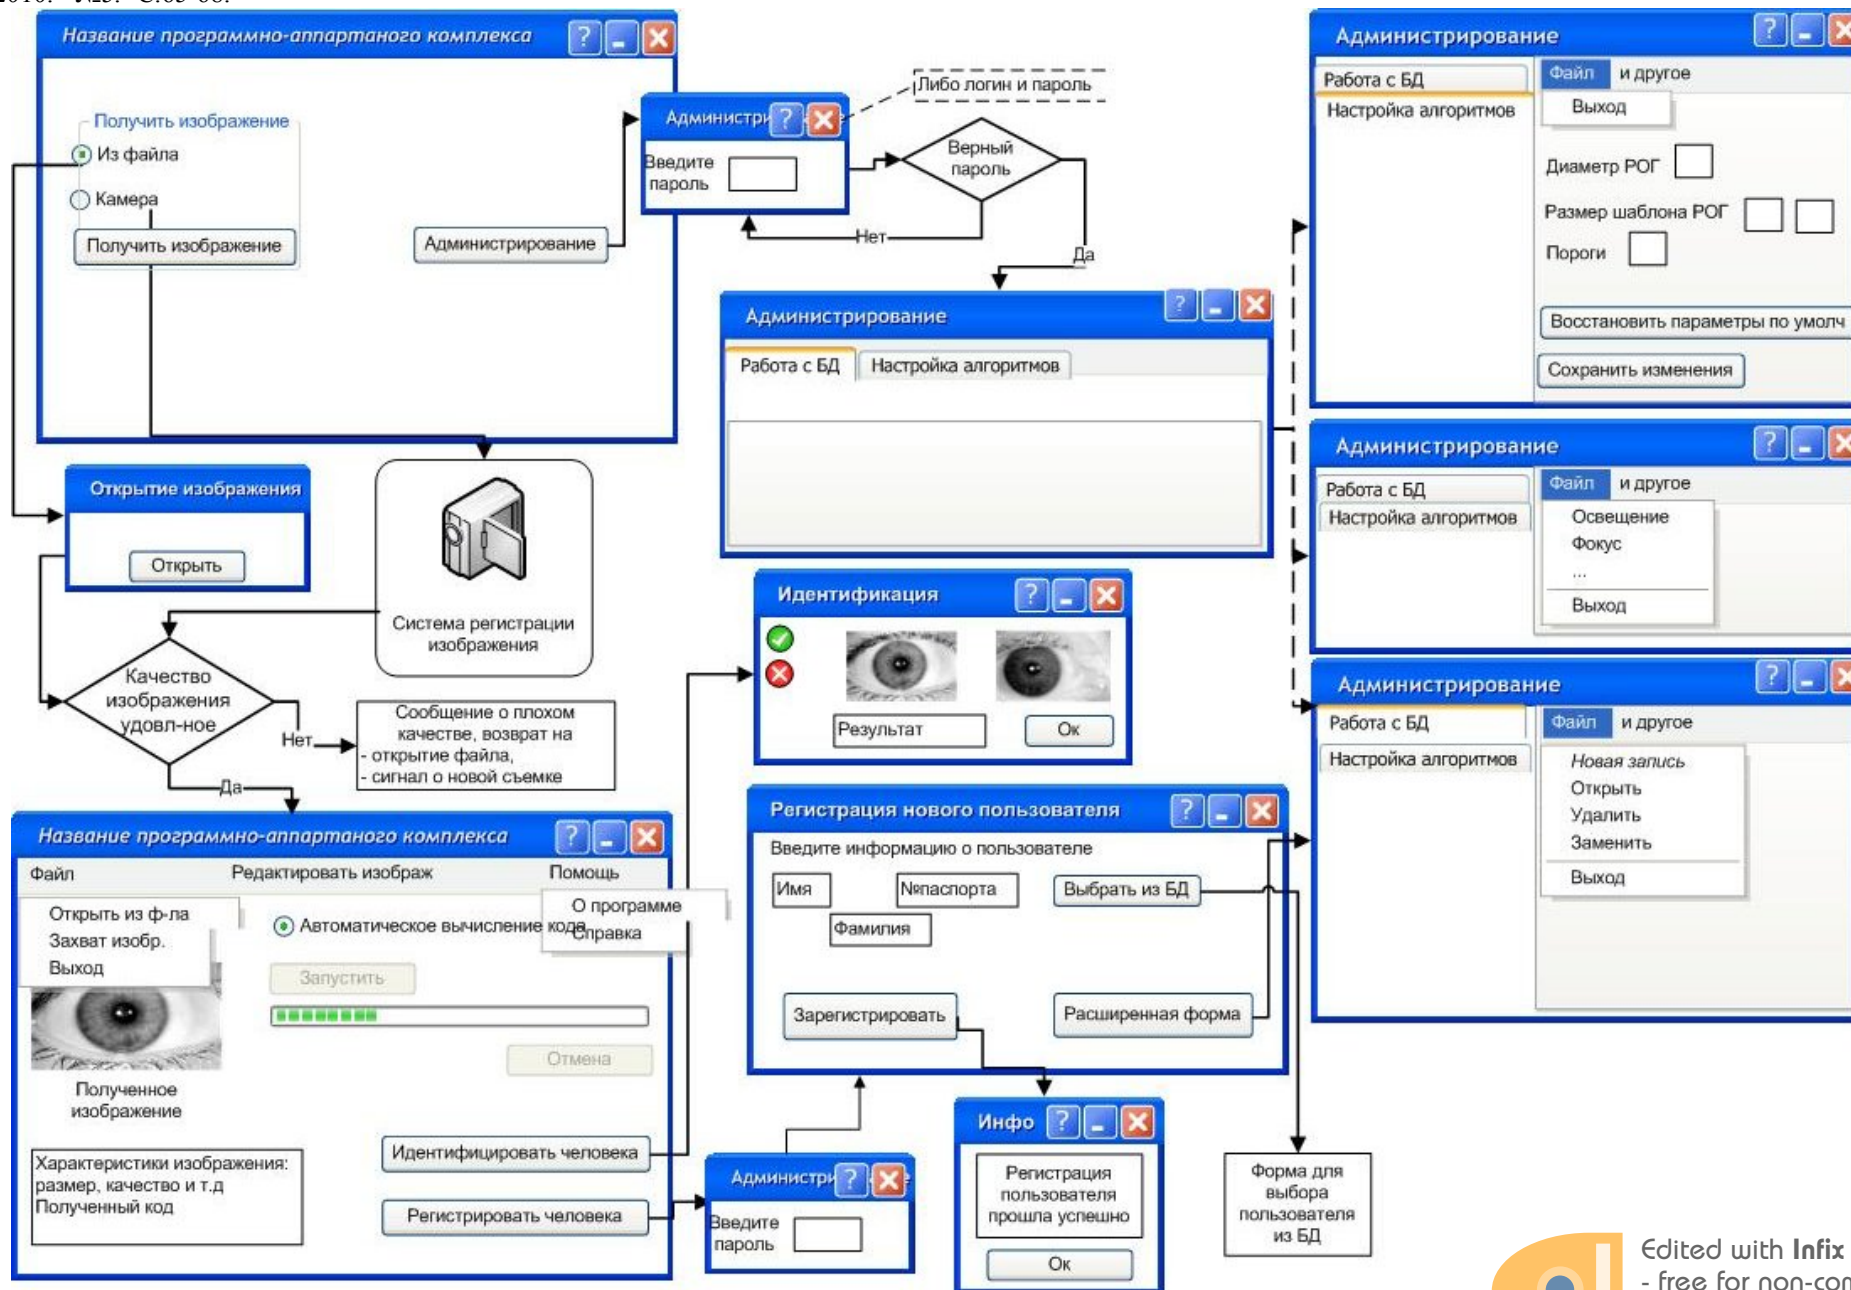 2010. - №3. - С.63-68.
Название программно-аппартаного комплекса
Получить изображение
Из файла
Камера
Получить изображение
Администрирование
Либо логин и пароль
Введите
пароль
Верный
пароль
Нет
Да
Администрирование
Работа с БД
Настройка алгоритмов
Администрирование
Работа с БД
Настройка алгоритмов
Файл
и другое
Выход
Диаметр РОГ
Размер шаблона РОГ
Пороги
Восстановить параметры по умолч
Сохранить изменения
Администрирование
Работа с БД
Настройка алгоритмов
Файл
и другое
Освещение
Фокус
...
Выход
Администрирование
Работа с БД
Настройка алгоритмов
Файл
и другое
Новая запись
Открыть
Удалить
Заменить
Выход
Открытие изображения
Открыть
Система регистрации
изображения
Качество
изображения
удовл-ное
Нет
Да
Сообщение о плохом
качестве, возврат на
- открытие файла,
- сигнал о новой съемке
Идентификация
Результат
Ок
Название программно-аппартаного комплекса
Файл
Редактировать изображ
Помощь
Открыть из ф-ла
Захват изобр.
Выход
О программе
Справка
Автоматическое вычисление кода
Запустить
Отмена
Полученное
изображение
Характеристики изображения:
размер, качество и т.д
Полученный код
Идентифицировать человека
Регистрировать человека
Регистрация нового пользователя
Введите информацию о пользователе
Имя
№паспорта
Фамилия
Выбрать из БД
Зарегистрировать
Расширенная форма
Введите
пароль
Инфо
Регистрация
пользователя
прошла успешно
Ок
Форма для
выбора
пользователя
из БД
Edited with Infix
- free for non-com